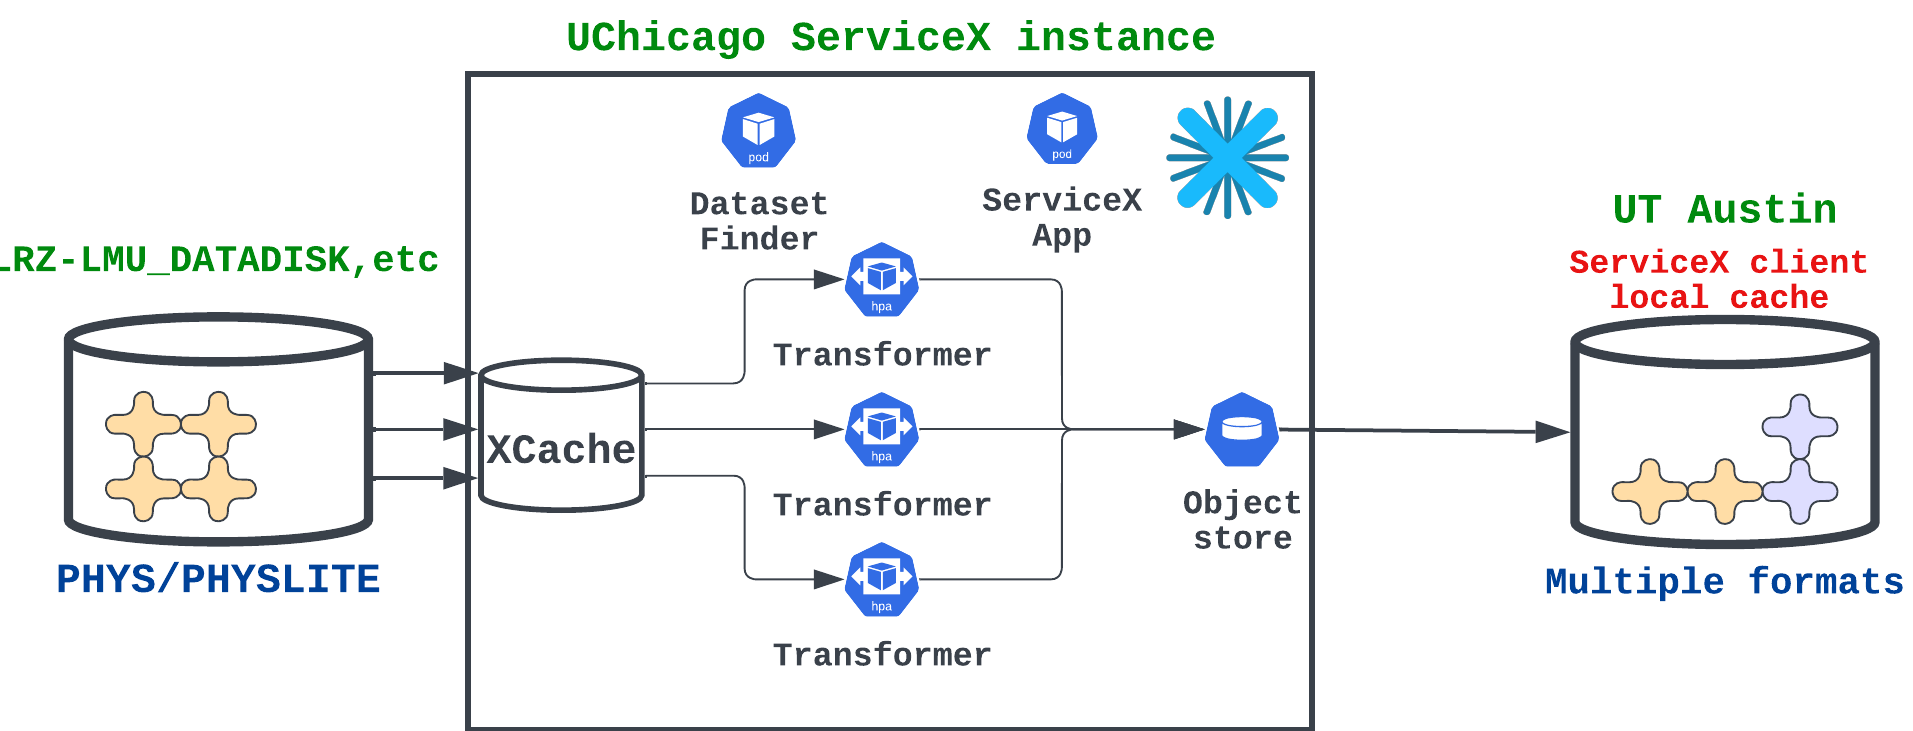 UChicago ServiceX instance
pod
pod
Dataset
Finder
ServiceX
App
LRZ-LMU_DATADISK,etc
UT Austin
ServiceX client
local cache
hpa
Transformer
XCache
hpa
Transformer
Object
store
hpa
Transformer
PHYS/PHYSLITE
Multiple formats